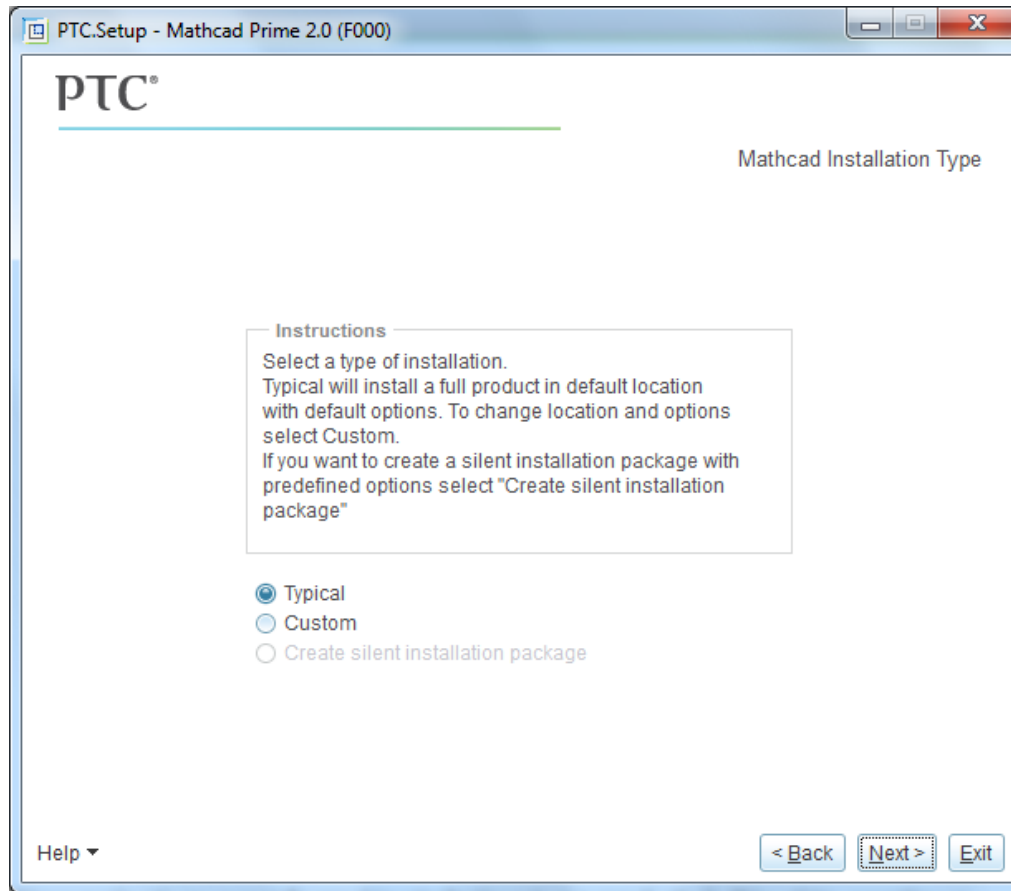 PTC.Setup - Mathcad Prime 2.0 (F000)
PTC®
Mathcad Installation Type
Instructions
Select a type of installation.
Typical will install a full product in default location
with default options. To change location and options
select Custom.
If you want to create a silent installation package with
predefined options select "Create silent installation
package"
Typical
Custom
Create silent installation package
Help
< Back
Next >
Exit